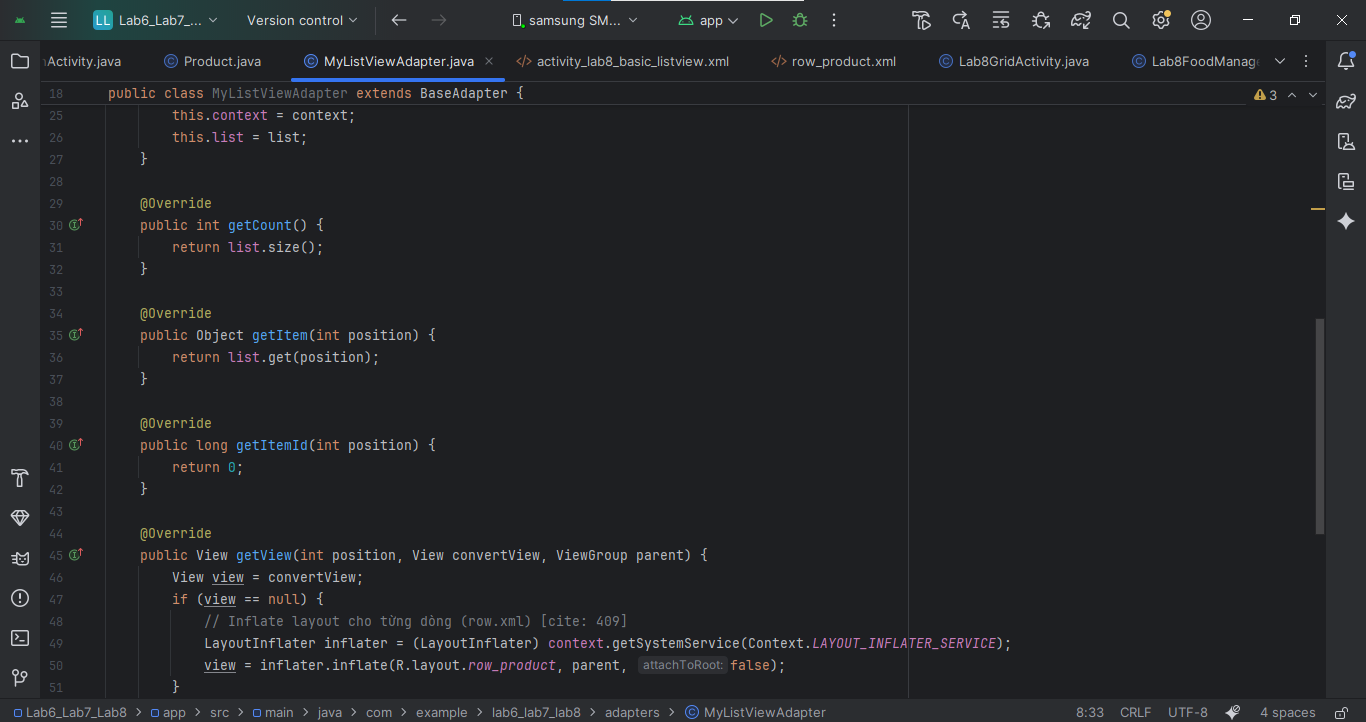 LL Lab6_Lab7_... Version control samsung SM... app
nActivity.java Product.java MyListViewAdapter.java activity_lab8_basic_listview.xml row_product.xml Lab8GridActivity.java Lab8FoodManage
18 public class MyListViewAdapter extends BaseAdapter { 3
25 this.context = context;
26 this.list = list;
27 }
28
29 @Override
30 public int getCount() {
31 return list.size();
32 }
33
34 @Override
35 public Object getItem(int position) {
36 return list.get(position);
37 }
38
39 @Override
40 public long getItemId(int position) {
41 return 0;
42 }
43
44 @Override
45 public View getView(int position, View convertView, ViewGroup parent) {
46 View view = convertView;
47 if (view == null) {
48 // Inflate layout cho từng dòng (row.xml) [cite: 409]
49 LayoutInflater inflater = (LayoutInflater) context.getSystemService(Context.LAYOUT_INFLATER_SERVICE);
50 view = inflater.inflate(R.layout.row_product, parent, attachToRoot: false);
51 }
Lab6_Lab7_Lab8 > app > src > main > java > com > example > lab6_lab7_lab8 > adapters > MyListViewAdapter 8:33 CRLF UTF-8 4 spaces